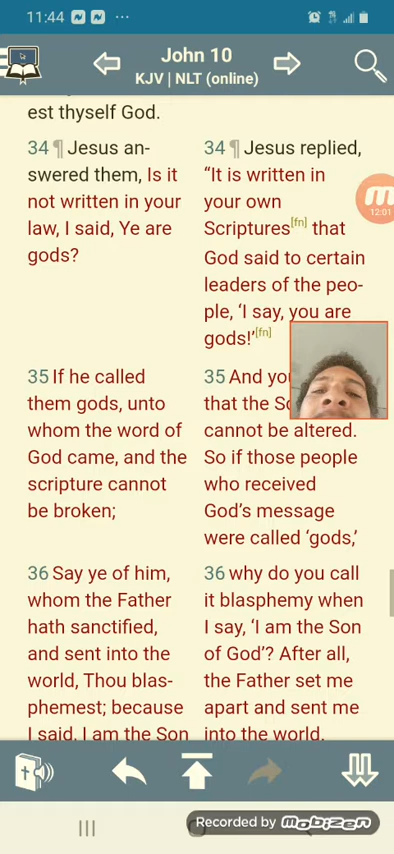 11:44
John 10
KJV | NLT (online)
est thyself God.
34 ¶ Jesus an-
swered them, Is it
not written in your
law, I said, Ye are
gods?
35 If he called
them gods, unto
whom the word of
God came, and the
scripture cannot
be broken;
36 Say ye of him,
whom the Father
hath sanctified,
and sent into the
world, Thou blas-
phemest; because
I said, I am the Son
34 ¶ Jesus replied,
“It is written in
your own
Scriptures[fn] that
God said to certain
leaders of the peo-
ple, ‘I say, you are
gods!’[fn]
35 And you
that the Sc
cannot be altered.
So if those people
who received
God’s message
were called ‘gods,’
36 why do you call
it blasphemy when
I say, ‘I am the Son
of God’? After all,
the Father set me
apart and sent me
into the world.
12:01
Recorded by mobizen